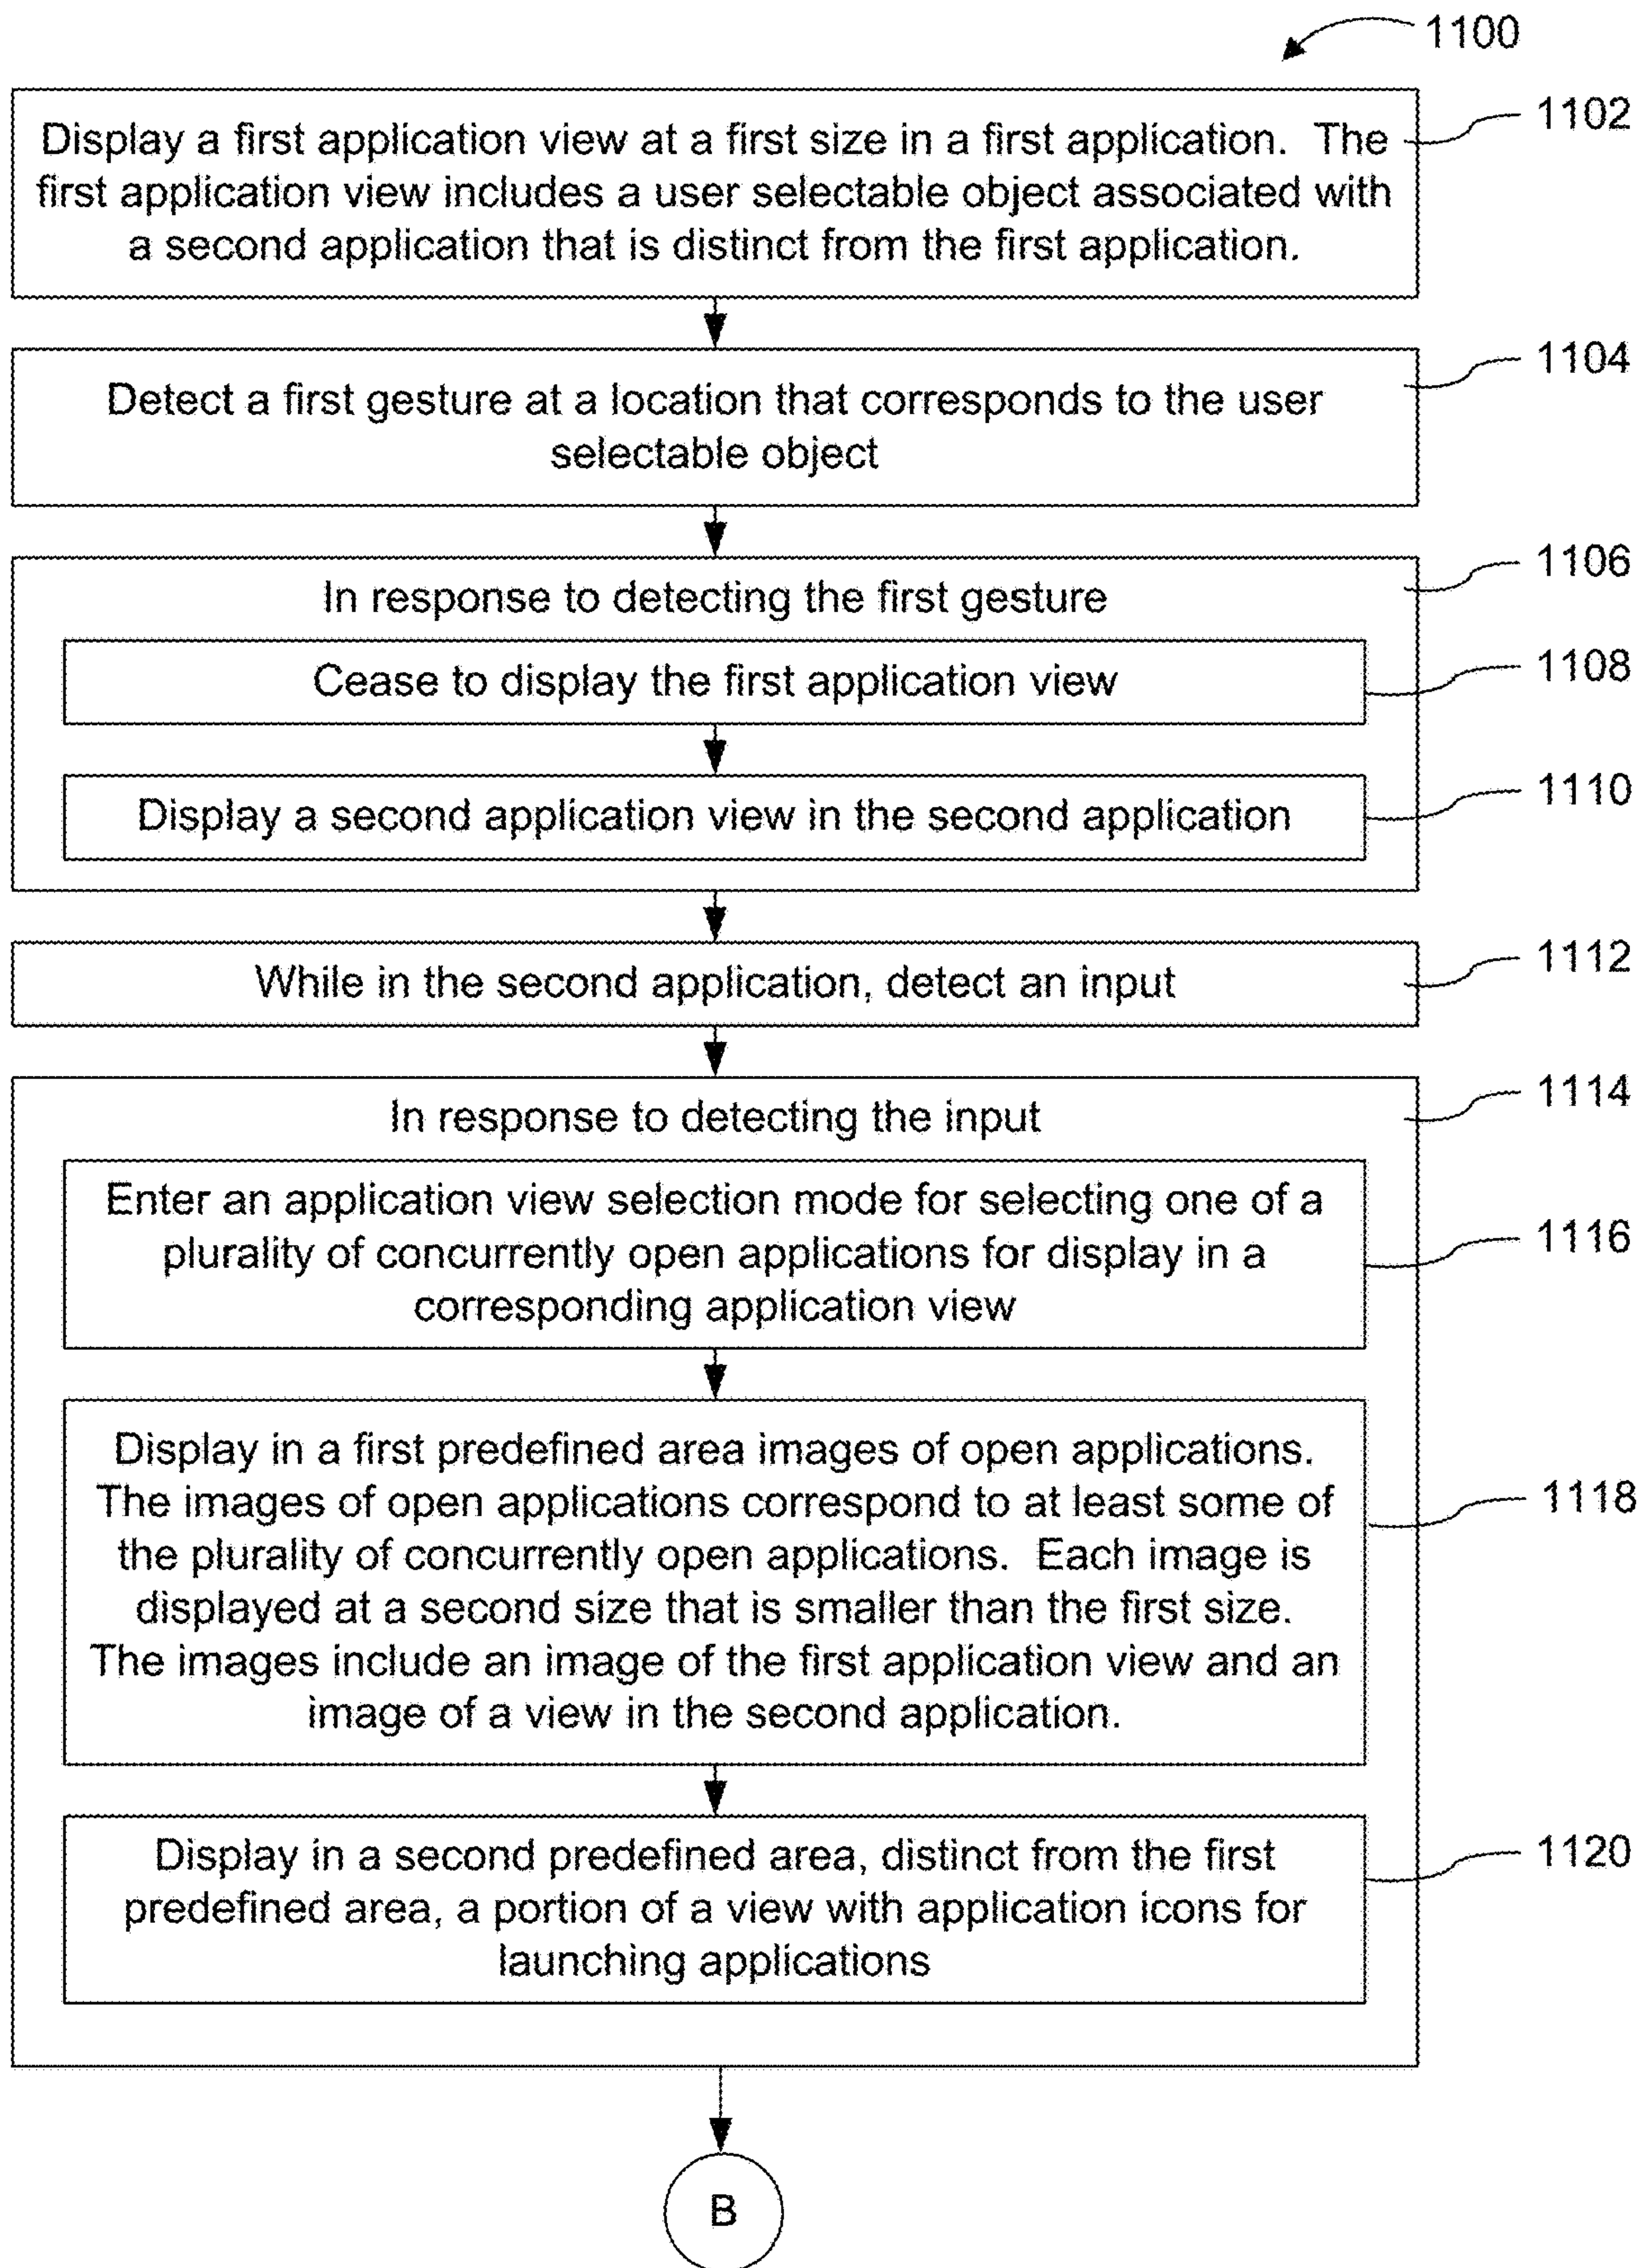 1100
Display a first application view at a first size in a first application. The
first application view includes a user selectable object associated with
a second application that is distinct from the first application.
1102
Detect a first gesture at a location that corresponds to the user
selectable object
1104
In response to detecting the first gesture
1106
Cease to display the first application view
1108
Display a second application view in the second application
1110
While in the second application, detect an input
1112
In response to detecting the input
1114
Enter an application view selection mode for selecting one of a
plurality of concurrently open applications for display in a
corresponding application view
1116
Display in a first predefined area images of open applications.
The images of open applications correspond to at least some of
the plurality of concurrently open applications. Each image is
displayed at a second size that is smaller than the first size.
The images include an image of the first application view and an
image of a view in the second application.
1118
Display in a second predefined area, distinct from the first
predefined area, a portion of a view with application icons for
launching applications
1120
B